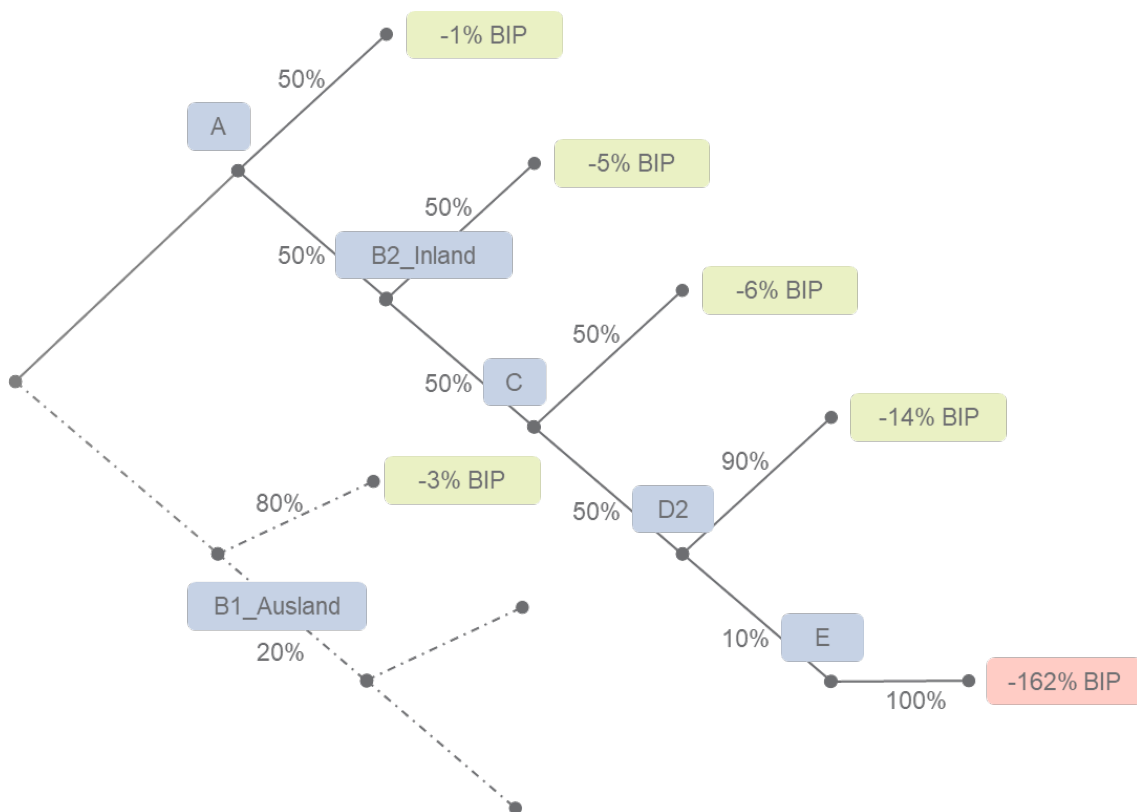 -1% BIP
50%
A
-5% BIP
50%
50%
B2_Inland
-6% BIP
50%
50%
C
-14% BIP
90%
-3% BIP
80%
50%
D2
B1_Ausland
20%
10%
E
-162% BIP
100%